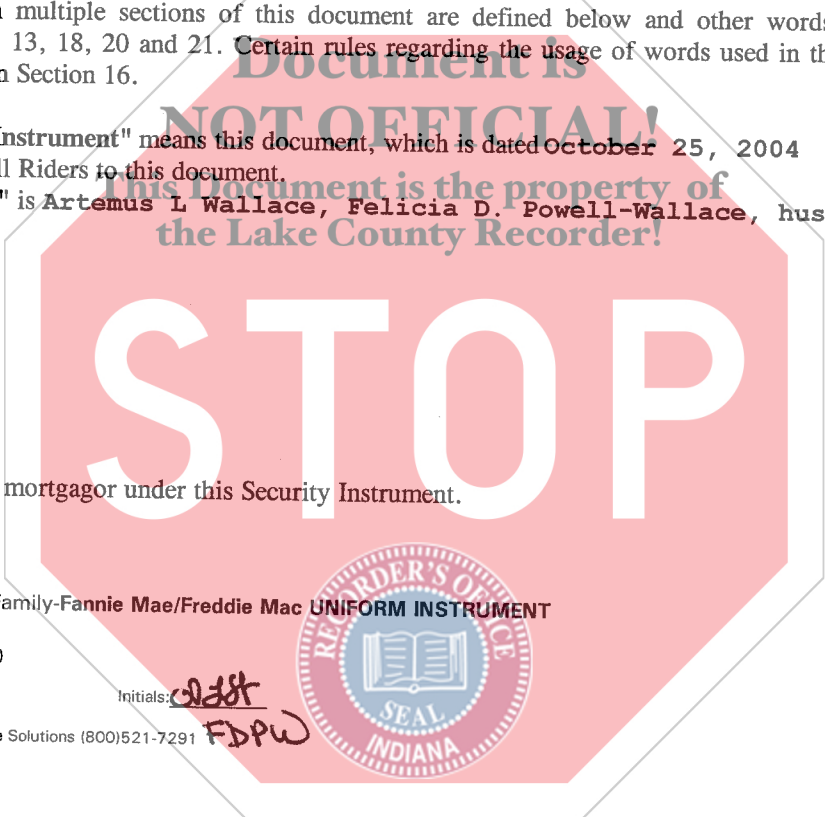 multiple sections of this document are defined below and other words
13, 18, 20 and 21. Certain rules regarding the usage of words used in th
n Section 16.
Document is
NOT OFFICIAL!
Instrument" means this document, which is dated October 25, 2004
ll Riders to this document.
This Document is the property of
" is Artemus L Wallace, Felicia D. Powell-Wallace, hus
the Lake County Recorder!
STOP
mortgagor under this Security Instrument.
Family-Fannie Mae/Freddie Mac UNIFORM INSTRUMENT
RECORDER'S OFFICE
SEAL
INDIANA
Initials:
e Solutions (800)521-7291 FDPW